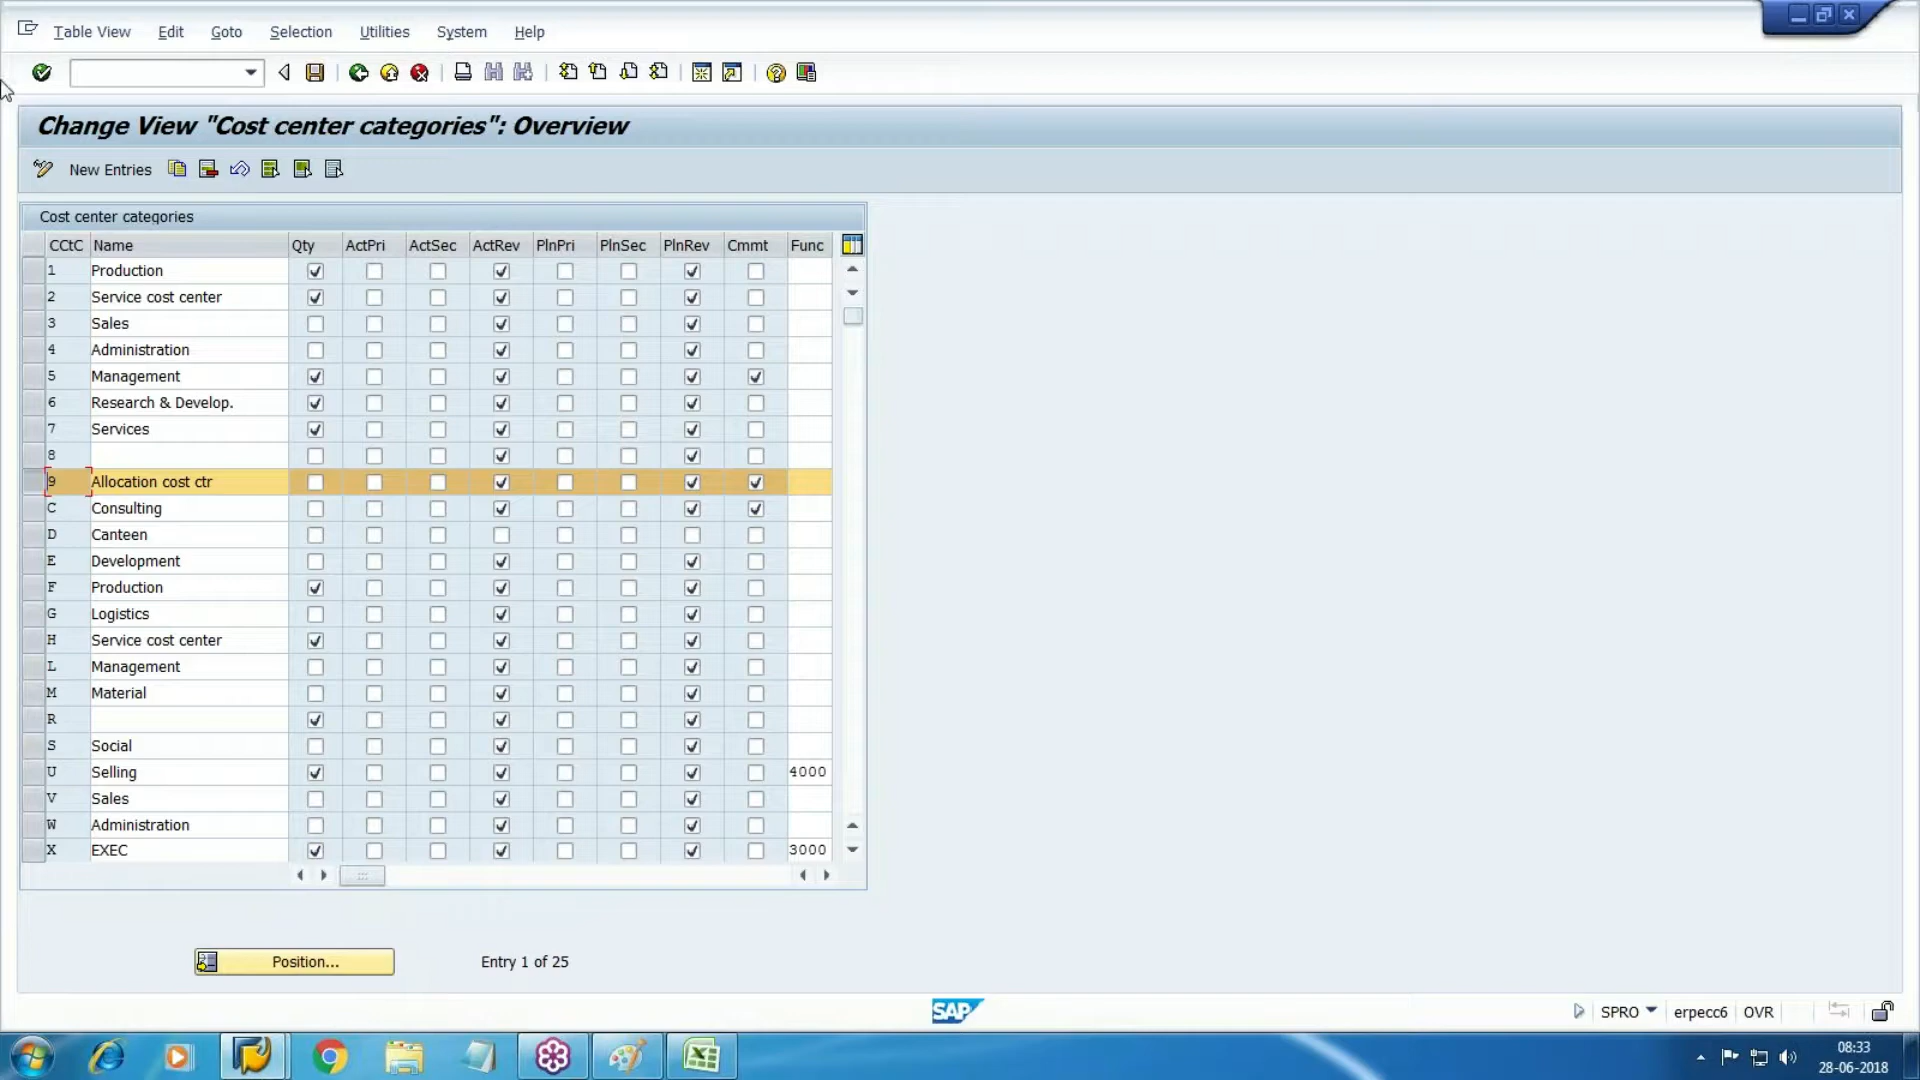 Table View Edit Goto Selection Utilities System Help
Change View "Cost center categories": Overview
New Entries
Cost center categories
CCtC Name Qty ActPri ActSec ActRev PlnPri PlnSec PlnRev Cmmt Func
1 Production
2 Service cost center
3 Sales
4 Administration
5 Management
6 Research & Develop.
7 Services
8
9 Allocation cost ctr
C Consulting
D Canteen
E Development
F Production
G Logistics
H Service cost center
L Management
M Material
R
S Social
U Selling 4000
V Sales
W Administration
X EXEC 3000
Position... Entry 1 of 25
SAP SPRO erpecc6 OVR
08:33
28-06-2018